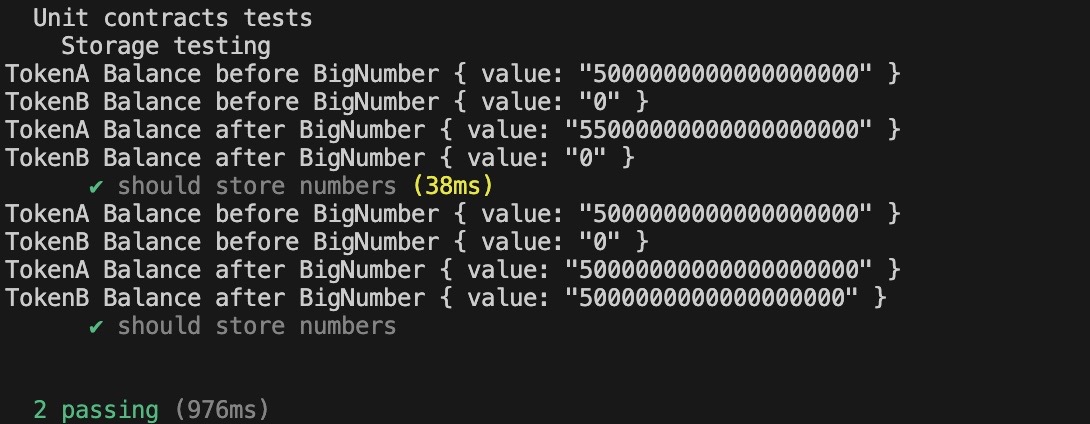 Unit contracts tests
Storage testing
TokenA Balance before BigNumber { value: "5000000000000000000" }
TokenB Balance before BigNumber { value: "0" }
TokenA Balance after BigNumber { value: "55000000000000000000" }
TokenB Balance after BigNumber { value: "0" }
✔ should store numbers (38ms)
TokenA Balance before BigNumber { value: "5000000000000000000" }
TokenB Balance before BigNumber { value: "0" }
TokenA Balance after BigNumber { value: "50000000000000000000" }
TokenB Balance after BigNumber { value: "5000000000000000000" }
✔ should store numbers
2 passing (976ms)